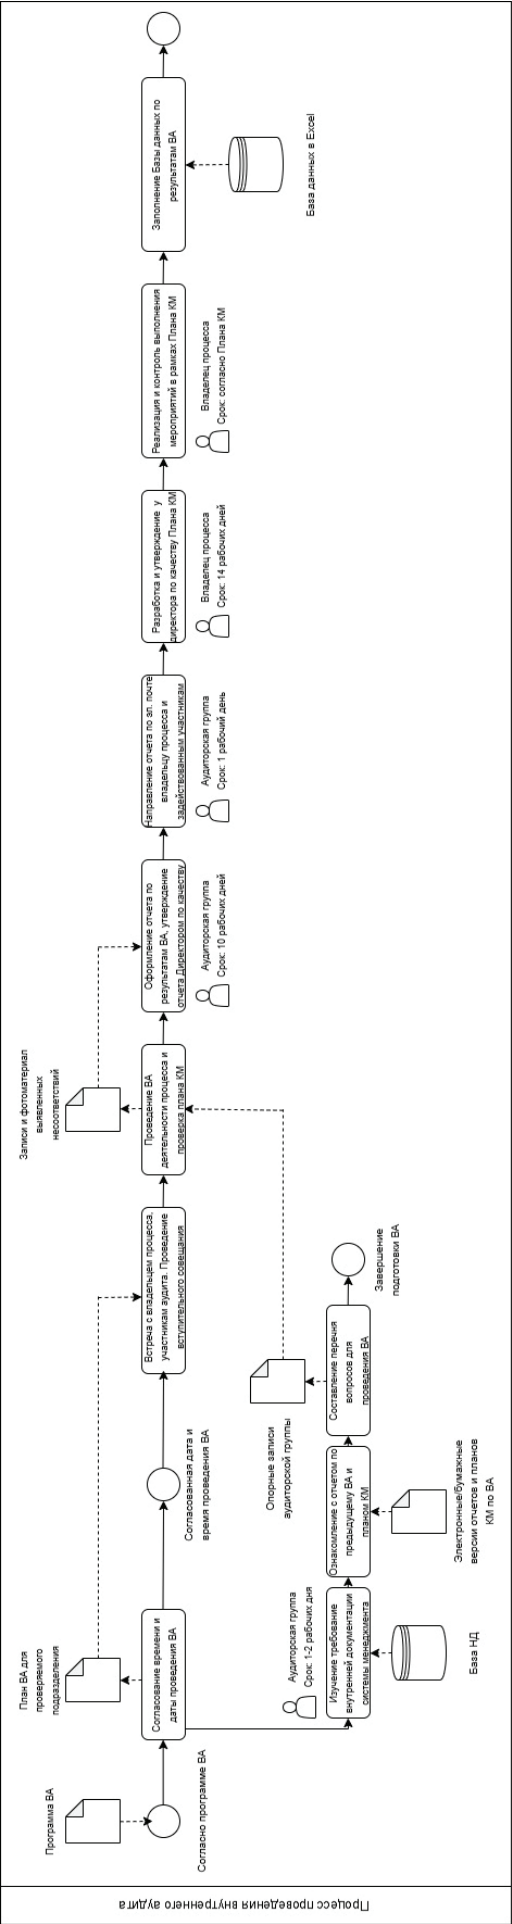 Процесс проведения внутреннего аудита
Программа ВА
Согласно программе ВА
План ВА для
проверяемого
подразделения
Согласование времени и
даты проведения ВА
Аудиторская группа
Срок: 1-2 рабочих дня
Изучение требование
внутренней документации
системы менеджмента
База НД
Ознакомление с отчетом по
предыдущему ВА и
планом КМ
Электронные/бумажные
версии отчетов и планов
КМ по ВА
Составление перечня
вопросов для
проведения ВА
Опорные записи
аудиторской группы
Завершение
подготовки ВА
Согласованная дата и
время проведения ВА
Встреча с владельцем процесса,
участникам аудита. Проведение
вступительного совещания
Проведение ВА
деятельности процесса и
проверка плана КМ
Записи и фотоматериал
выявленных
несоответствий
Оформление отчета по
результатам ВА, утверждение
отчета Директором по качеству
Аудиторская группа
Срок: 10 рабочих дней
Направление отчета по эл. почте
владельцу процесса и
задействованным участникам
Аудиторская группа
Срок: 1 рабочий день
Разработка и утверждение у
директора по качеству Плана КМ
Владелец процесса
Срок: 14 рабочих дней
Реализация и контроль выполнения
мероприятий в рамках Плана КМ
Владелец процесса
Срок: согласно Плана КМ
Заполнение Базы данных по
результатам ВА
База данных в Excel